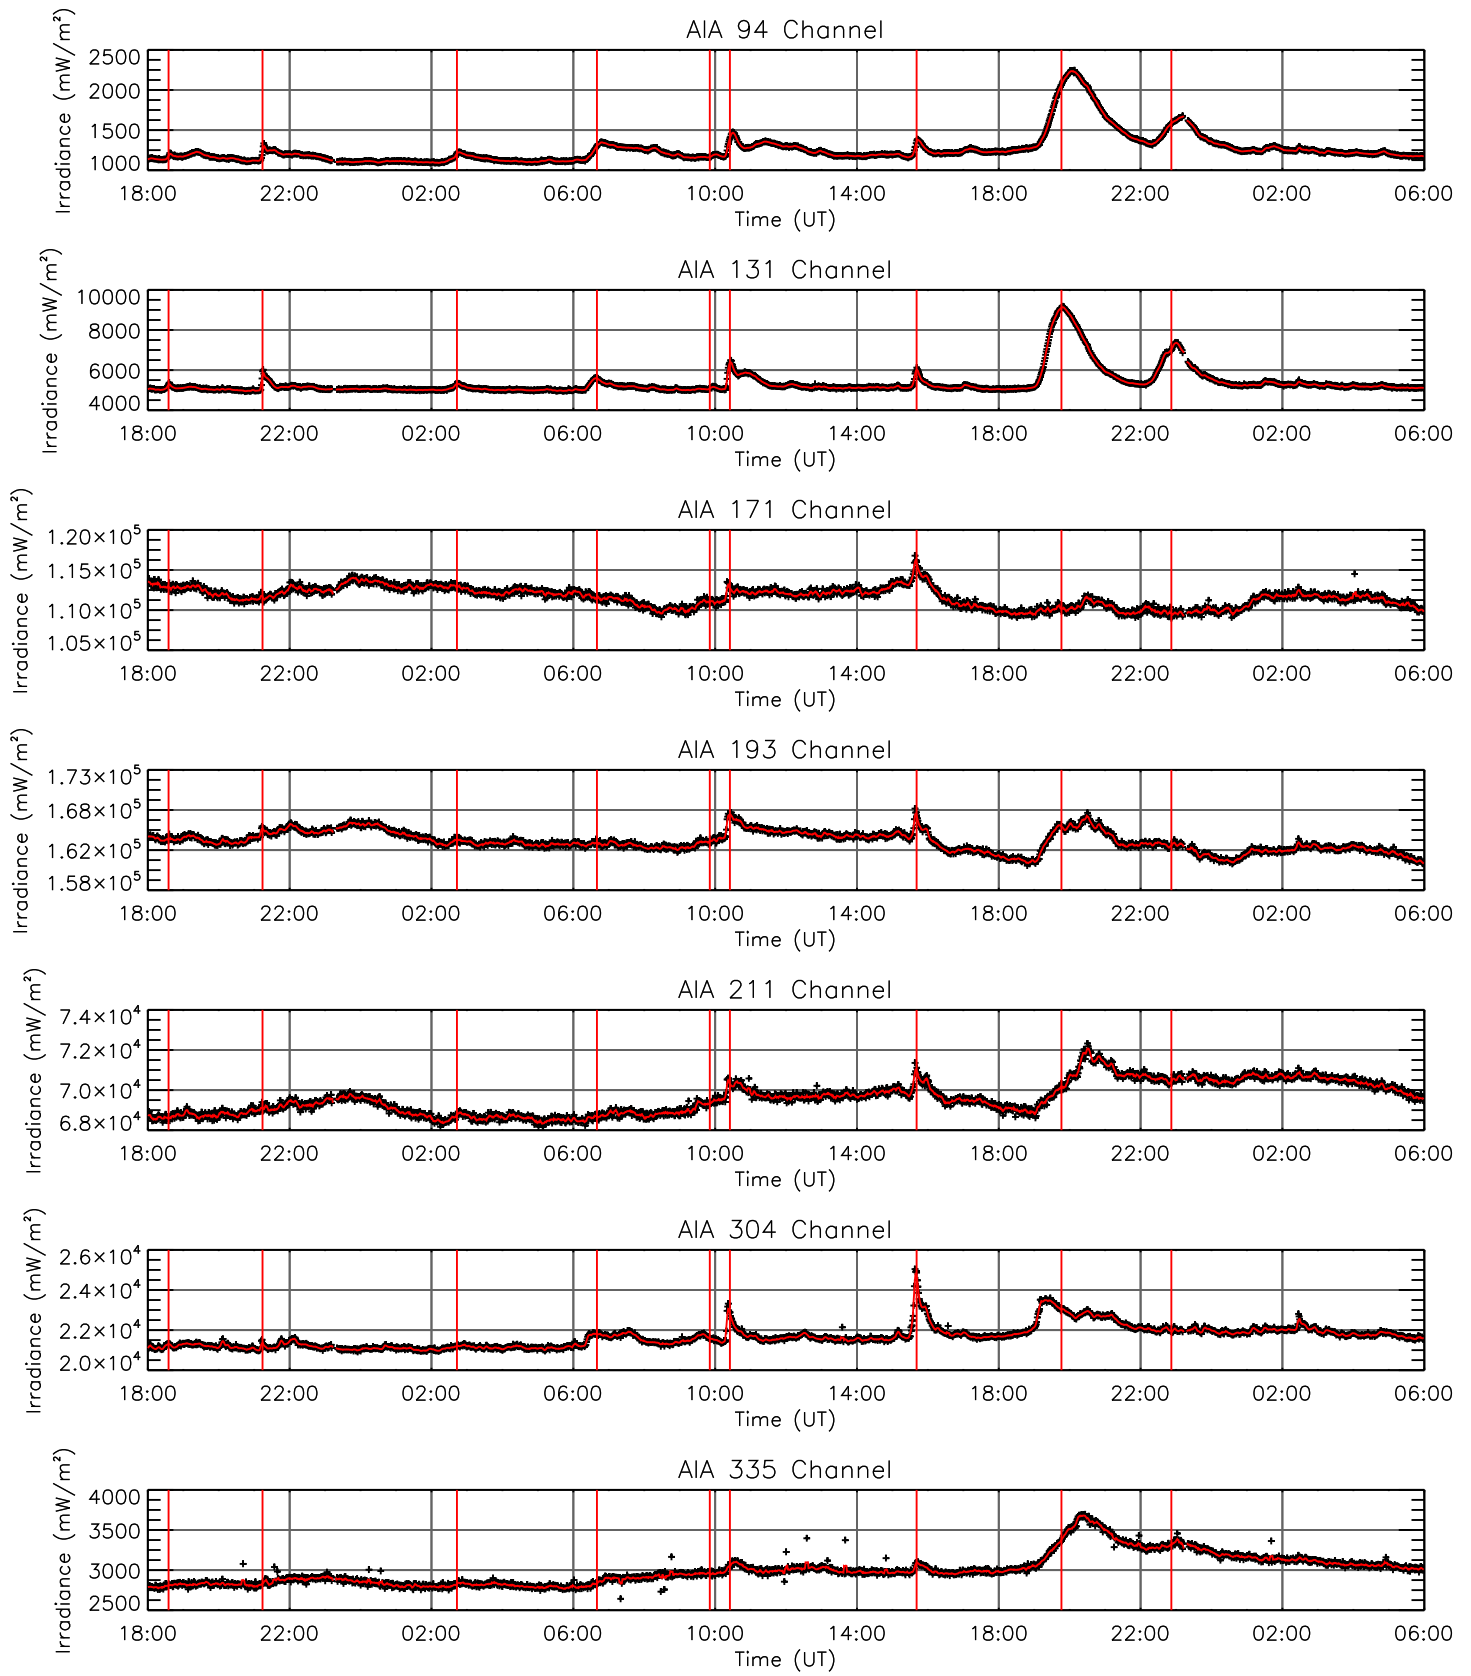 AIA 94 Channel
Irradiance (mW/m²)
2500
2000
1500
1000
18:00 22:00 02:00 06:00 10:00 14:00 18:00 22:00 02:00 06:00
Time (UT)
AIA 131 Channel
Irradiance (mW/m²)
10000
8000
6000
4000
18:00 22:00 02:00 06:00 10:00 14:00 18:00 22:00 02:00 06:00
Time (UT)
AIA 171 Channel
Irradiance (mW/m²)
1.20×10⁵
1.15×10⁵
1.10×10⁵
1.05×10⁵
18:00 22:00 02:00 06:00 10:00 14:00 18:00 22:00 02:00 06:00
Time (UT)
AIA 193 Channel
Irradiance (mW/m²)
1.73×10⁵
1.68×10⁵
1.62×10⁵
1.58×10⁵
18:00 22:00 02:00 06:00 10:00 14:00 18:00 22:00 02:00 06:00
Time (UT)
AIA 211 Channel
Irradiance (mW/m²)
7.4×10⁴
7.2×10⁴
7.0×10⁴
6.8×10⁴
18:00 22:00 02:00 06:00 10:00 14:00 18:00 22:00 02:00 06:00
Time (UT)
AIA 304 Channel
Irradiance (mW/m²)
2.6×10⁴
2.4×10⁴
2.2×10⁴
2.0×10⁴
18:00 22:00 02:00 06:00 10:00 14:00 18:00 22:00 02:00 06:00
Time (UT)
AIA 335 Channel
Irradiance (mW/m²)
4000
3500
3000
2500
18:00 22:00 02:00 06:00 10:00 14:00 18:00 22:00 02:00 06:00
Time (UT)